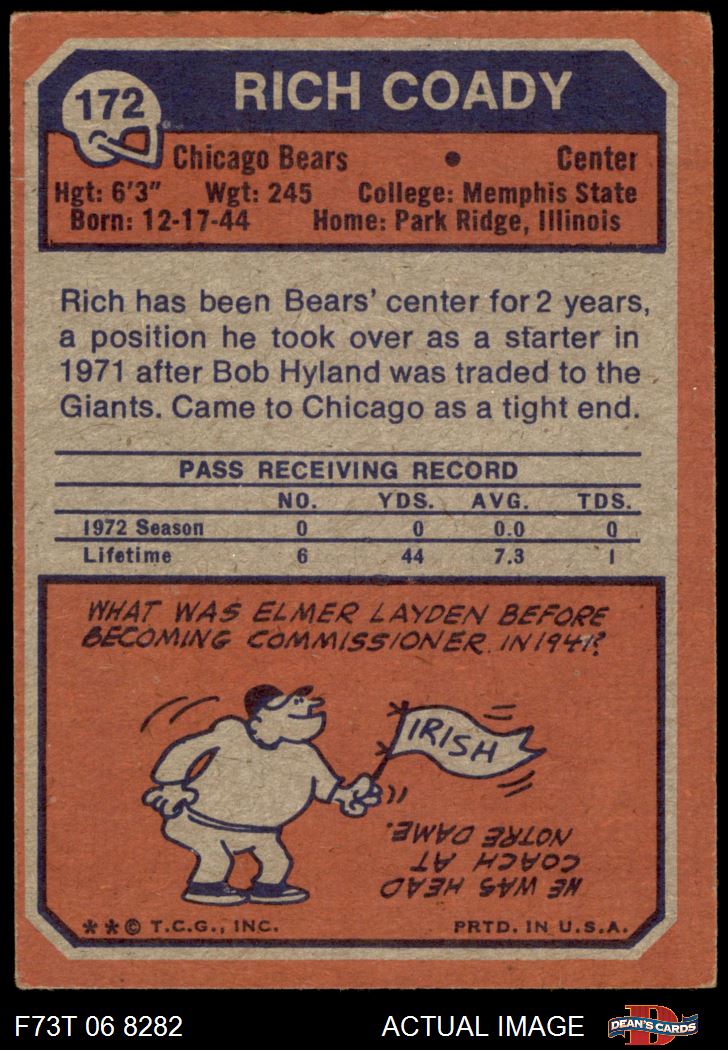 172
RICH COADY
Chicago Bears • Center
Hgt: 6'3" Wgt: 245 College: Memphis State
Born: 12-17-44 Home: Park Ridge, Illinois
Rich has been Bears' center for 2 years,
a position he took over as a starter in
1971 after Bob Hyland was traded to the
Giants. Came to Chicago as a tight end.
PASS RECEIVING RECORD
NO. YDS. AVG. TDS.
1972 Season 0 0 0.0 0
Lifetime 6 44 7.3 1
WHAT WAS ELMER LAYDEN BEFORE
BECOMING COMMISSIONER IN 1941?
IRISH
HE WAS HEAD
COACH AT
NOTRE DAME.
**© T.C.G., INC. PRTD. IN U.S.A.
F73T 06 8282 ACTUAL IMAGE
D
DEAN'S CARDS